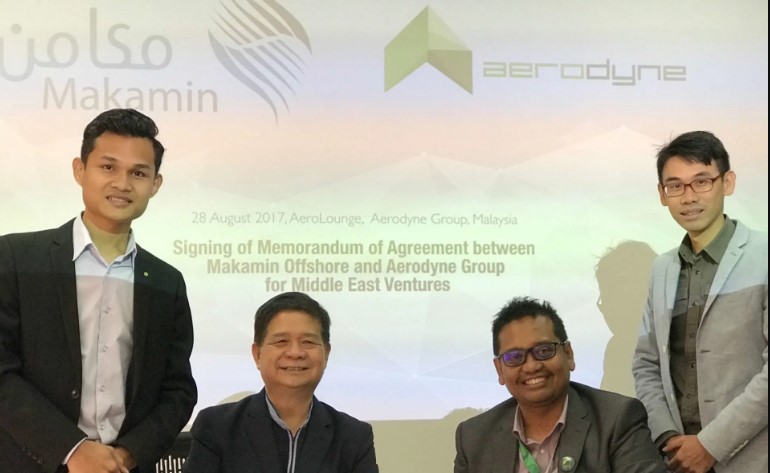 مكامن
Makamin
aerodyne
28 August 2017, AeroLounge, Aerodyne Group, Malaysia
Signing of Memorandum of Agreement between
Makamin Offshore and Aerodyne Group
for Middle East Ventures